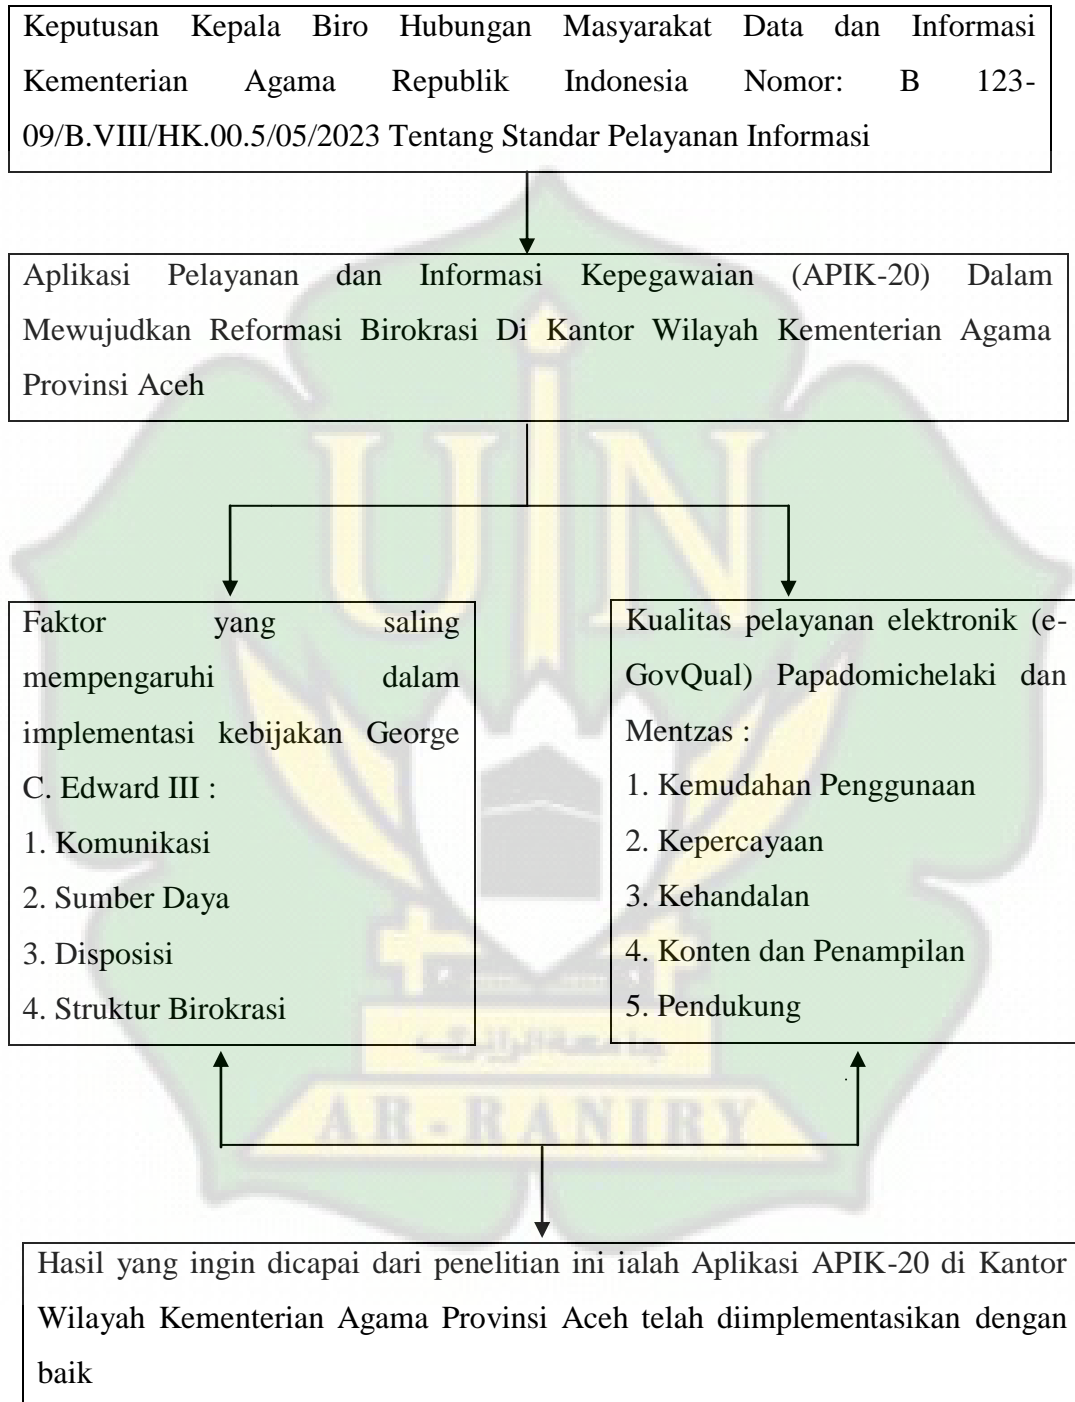 Keputusan Kepala Biro Hubungan Masyarakat Data dan Informasi
Kementerian Agama Republik Indonesia Nomor: B 123-
09/B.VIII/HK.00.5/05/2023 Tentang Standar Pelayanan Informasi
Aplikasi Pelayanan dan Informasi Kepegawaian (APIK-20) Dalam
Mewujudkan Reformasi Birokrasi Di Kantor Wilayah Kementerian Agama
Provinsi Aceh
UIN
Faktor yang saling
mempengaruhi dalam
implementasi kebijakan George
C. Edward III :
1. Komunikasi
2. Sumber Daya
3. Disposisi
4. Struktur Birokrasi
Kualitas pelayanan elektronik (e-
GovQual) Papadomichelaki dan
Mentzas :
1. Kemudahan Penggunaan
2. Kepercayaan
3. Kehandalan
4. Konten dan Penampilan
5. Pendukung
جامعة الرانيري
AR-RANIRY
Hasil yang ingin dicapai dari penelitian ini ialah Aplikasi APIK-20 di Kantor
Wilayah Kementerian Agama Provinsi Aceh telah diimplementasikan dengan
baik